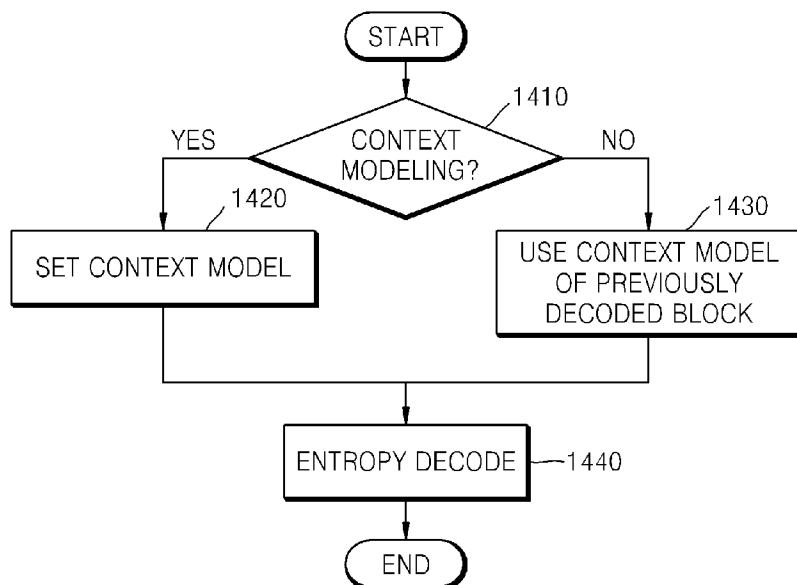 START
1410
CONTEXT
MODELING?
YES
NO
1420
SET CONTEXT MODEL
1430
USE CONTEXT MODEL
OF PREVIOUSLY
DECODED BLOCK
ENTROPY DECODE
1440
END